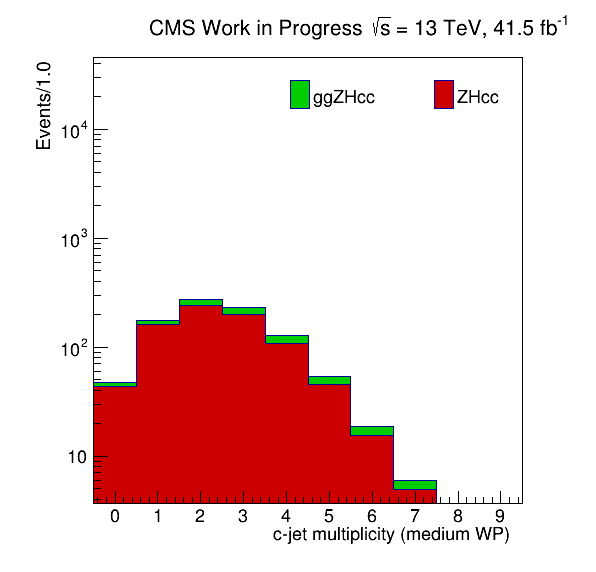 CMS Work in Progress √s = 13 TeV, 41.5 fb⁻¹
Events/1.0
ggZHcc ZHcc
10⁴
10³
10²
10
0 1 2 3 4 5 6 7 8 9
c-jet multiplicity (medium WP)